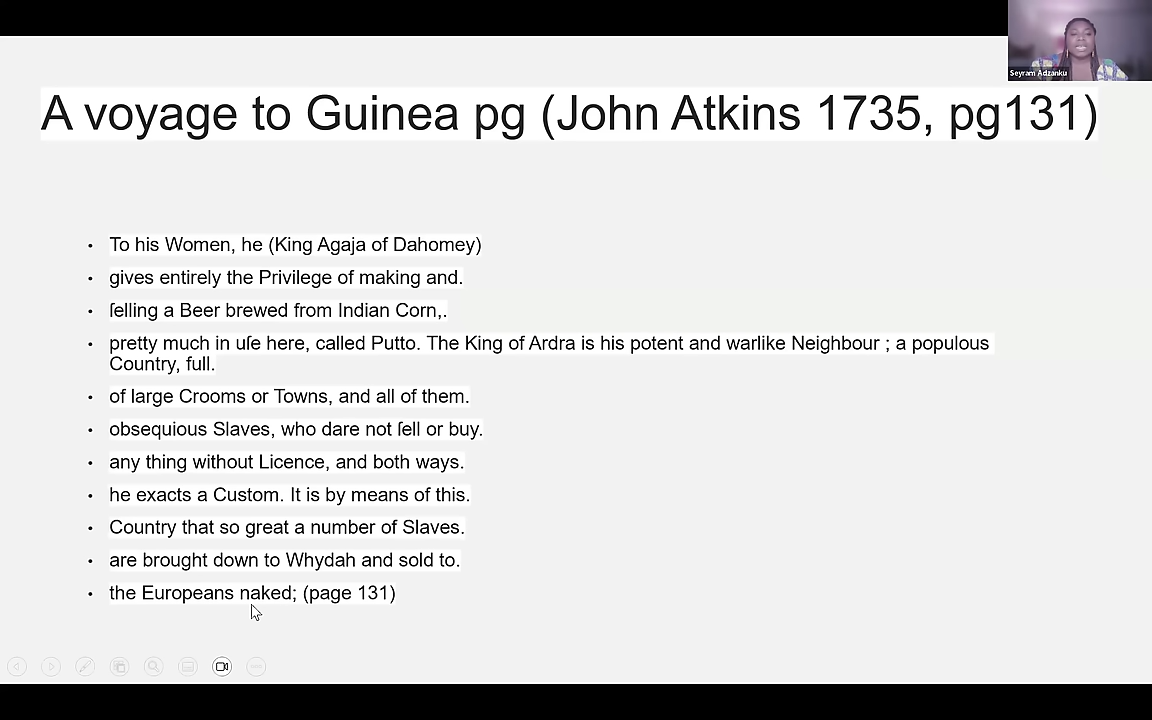 Seyram Adzanku
A voyage to Guinea pg (John Atkins 1735, pg131)
• To his Women, he (King Agaja of Dahomey)
• gives entirely the Privilege of making and.
• ſelling a Beer brewed from Indian Corn,.
• pretty much in uſe here, called Putto. The King of Ardra is his potent and warlike Neighbour ; a populous
Country, full.
• of large Crooms or Towns, and all of them.
• obsequious Slaves, who dare not ſell or buy.
• any thing without Licence, and both ways.
• he exacts a Custom. It is by means of this.
• Country that so great a number of Slaves.
• are brought down to Whydah and sold to.
• the Europeans naked; (page 131)